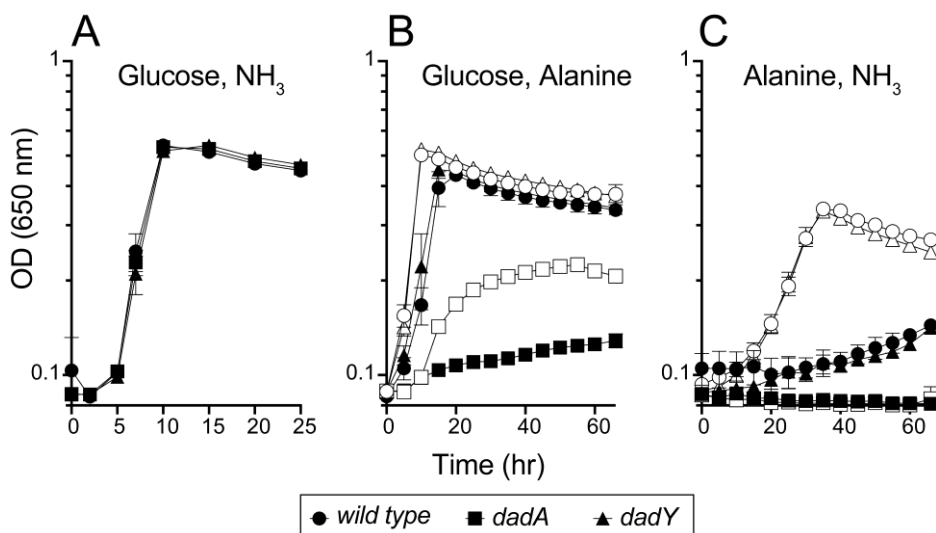 A
B
C
Glucose, NH3
Glucose, Alanine
Alanine, NH3
OD (650 nm)
1
0.1
0 5 10 15 20 25
1
0.1
0 20 40 60
1
0.1
0 20 40 60
Time (hr)
wild type dadA dadY